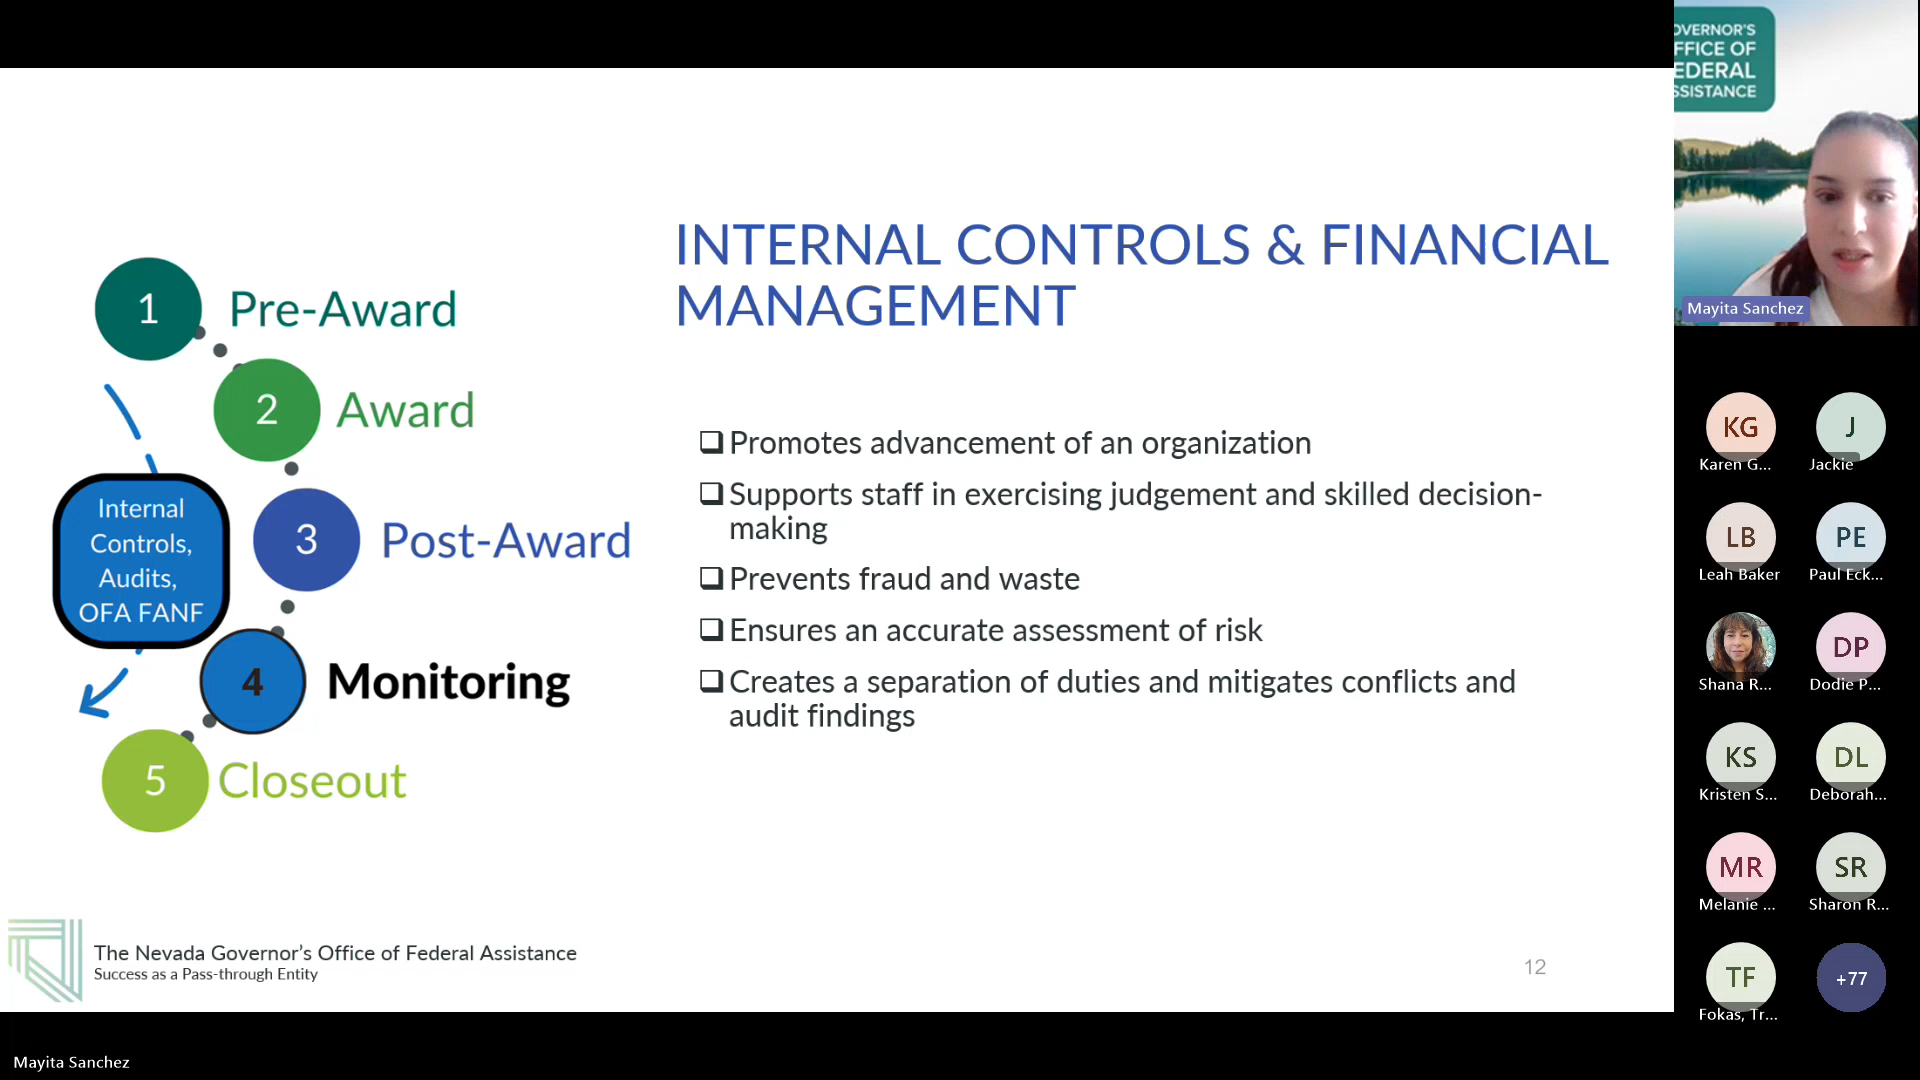 INTERNAL CONTROLS & FINANCIAL
MANAGEMENT
1
Pre-Award
2
Award
3
Post-Award
4
Monitoring
5
Closeout
Internal
Controls,
Audits,
OFA FANF
❑ Promotes advancement of an organization
❑ Supports staff in exercising judgement and skilled decision-
making
❑ Prevents fraud and waste
❑ Ensures an accurate assessment of risk
❑ Creates a separation of duties and mitigates conflicts and
audit findings
The Nevada Governor's Office of Federal Assistance
Success as a Pass-through Entity
12
Mayita Sanchez
OVERNOR'S
FFICE OF
EDERAL
SSISTANCE
Mayita Sanchez
KG
Karen G...
J
Jackie
LB
Leah Baker
PE
Paul Eck...
Shana R...
DP
Dodie P...
KS
Kristen S...
DL
Deborah...
MR
Melanie ...
SR
Sharon R...
TF
Fokas, Tr...
+77